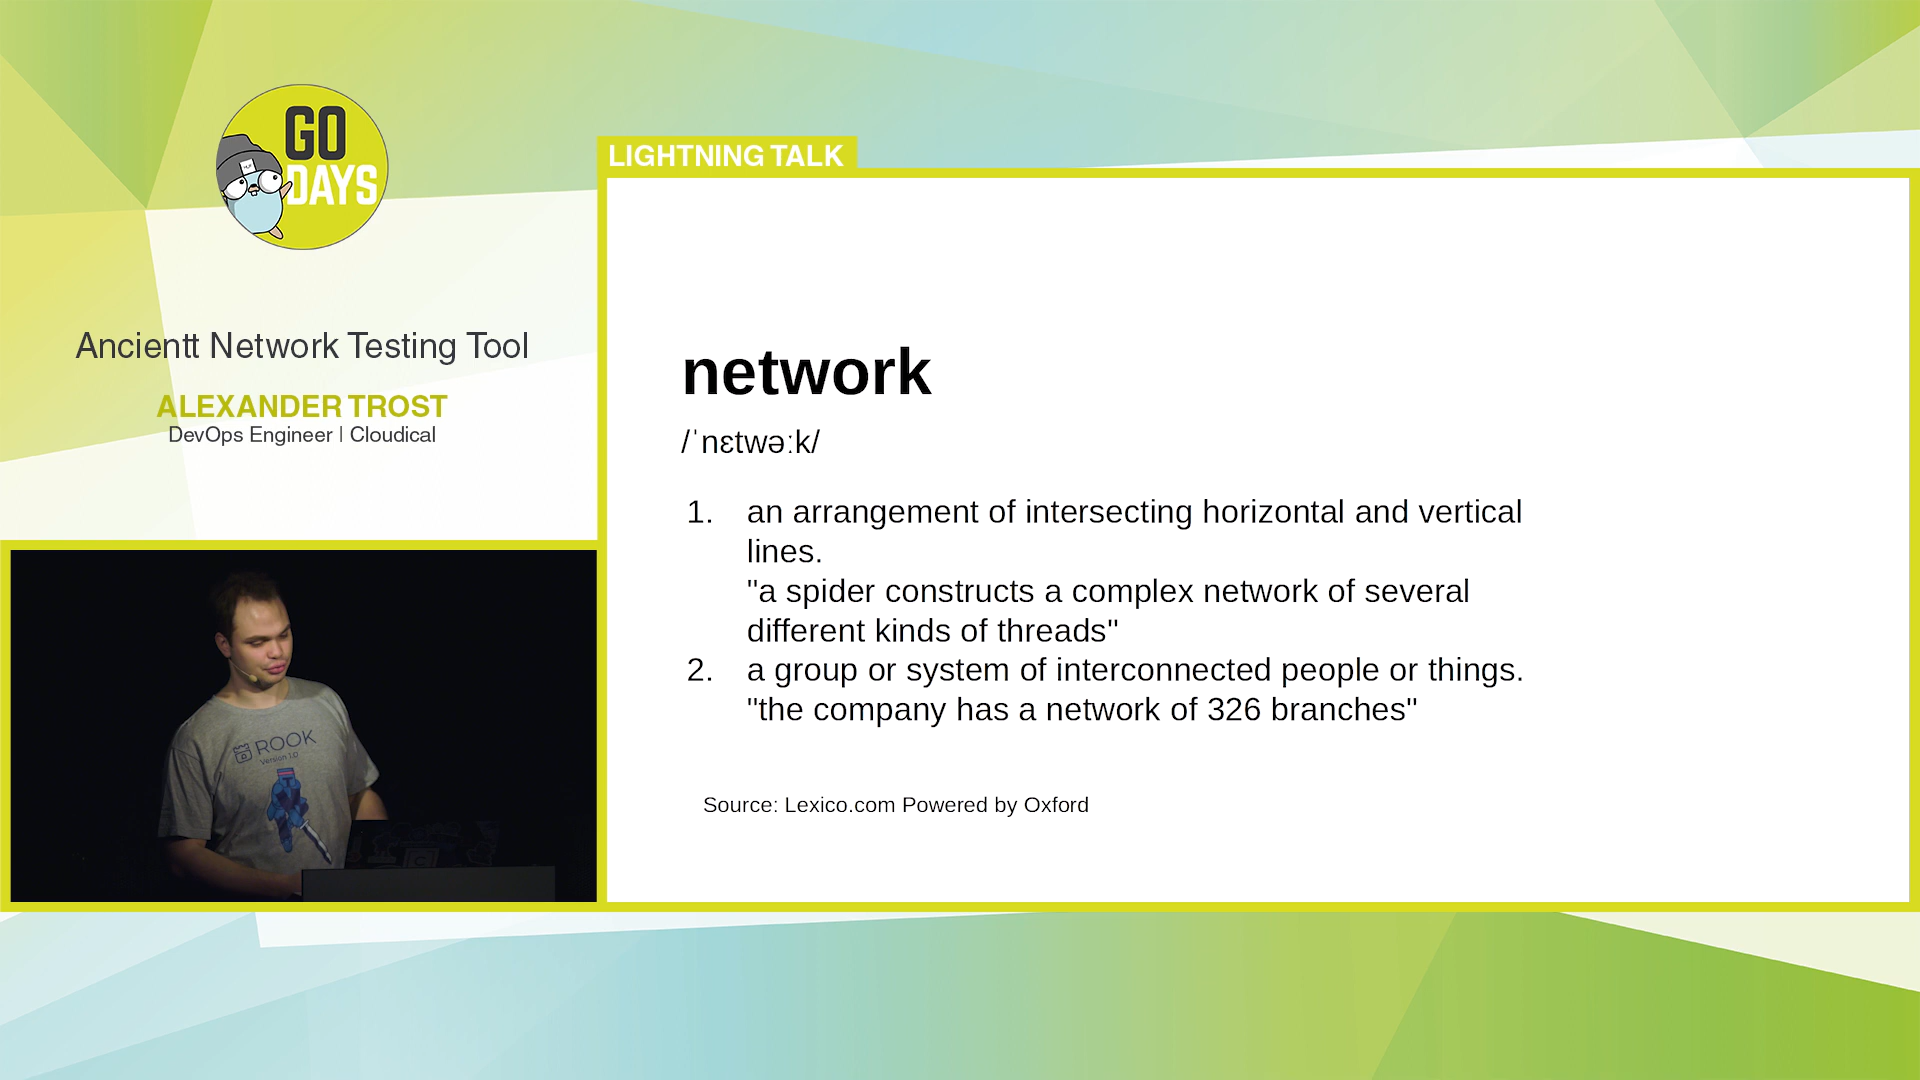 GO
DAYS
LIGHTNING TALK
Ancientt Network Testing Tool
ALEXANDER TROST
DevOps Engineer | Cloudical
network
/ˈnɛtwəːk/
1. an arrangement of intersecting horizontal and vertical
lines.
"a spider constructs a complex network of several
different kinds of threads"
2. a group or system of interconnected people or things.
"the company has a network of 326 branches"
Source: Lexico.com Powered by Oxford
ROOK
Version 1.0